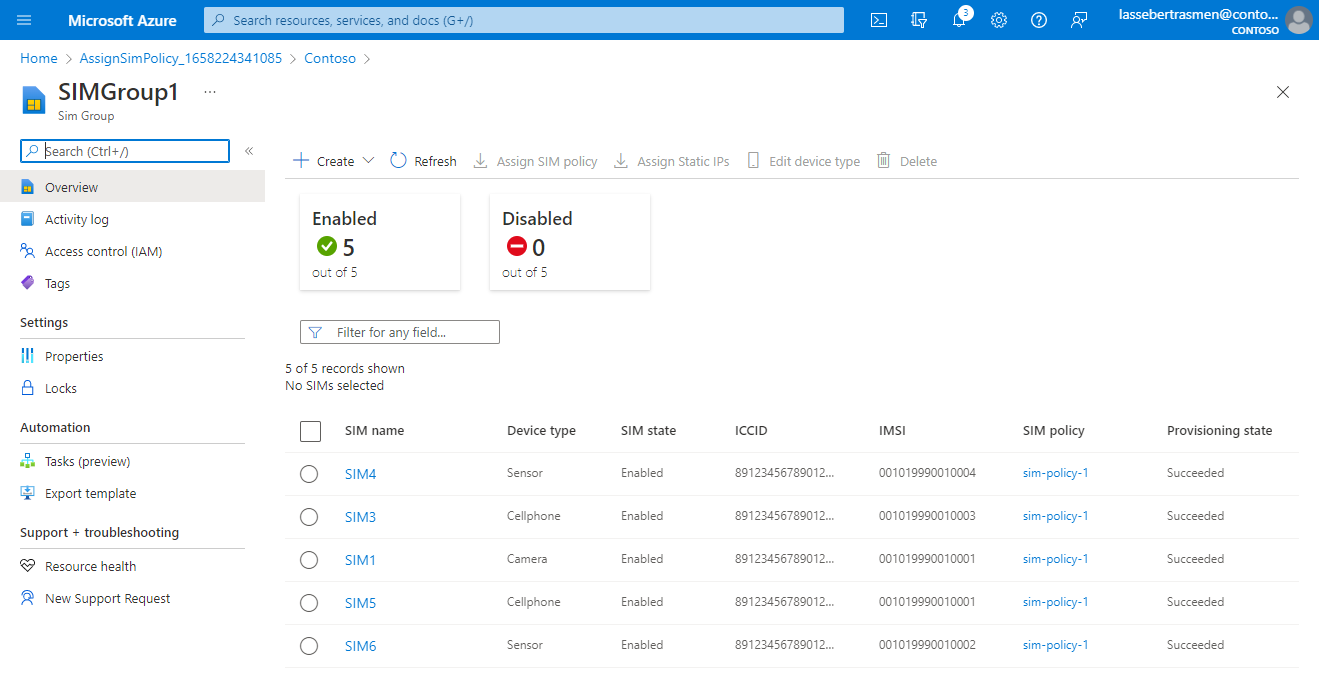 Microsoft Azure
Search resources, services, and docs (G+/)
3
lassebertrasmen@conto...
CONTOSO
Home > AssignSimPolicy_1658224341085 > Contoso >
SIMGroup1 ...
Sim Group
Search (Ctrl+/)
«
Overview
Activity log
Access control (IAM)
Tags
Settings
Properties
Locks
Automation
Tasks (preview)
Export template
Support + troubleshooting
Resource health
New Support Request
Create Refresh Assign SIM policy Assign Static IPs Edit device type Delete
Enabled
5
out of 5
Disabled
0
out of 5
Filter for any field...
5 of 5 records shown
No SIMs selected
SIM name Device type SIM state ICCID IMSI SIM policy Provisioning state
SIM4 Sensor Enabled 89123456789012... 001019990010004 sim-policy-1 Succeeded
SIM3 Cellphone Enabled 89123456789012... 001019990010003 sim-policy-1 Succeeded
SIM1 Camera Enabled 89123456789012... 001019990010001 sim-policy-1 Succeeded
SIM5 Cellphone Enabled 89123456789012... 001019990010001 sim-policy-1 Succeeded
SIM6 Sensor Enabled 89123456789012... 001019990010002 sim-policy-1 Succeeded